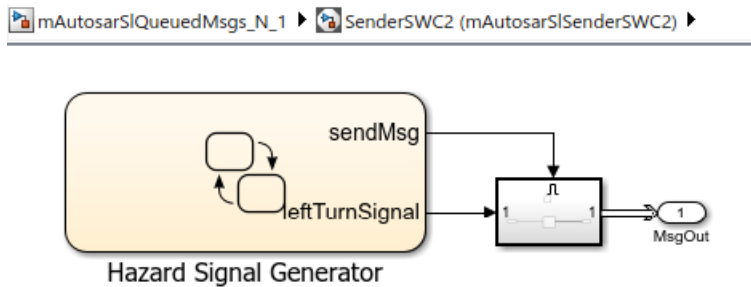 mAutosarSlQueuedMsgs_N_1 SenderSWC2 (mAutosarSlSenderSWC2)
sendMsg
leftTurnSignal
1 1
1
MsgOut
Hazard Signal Generator